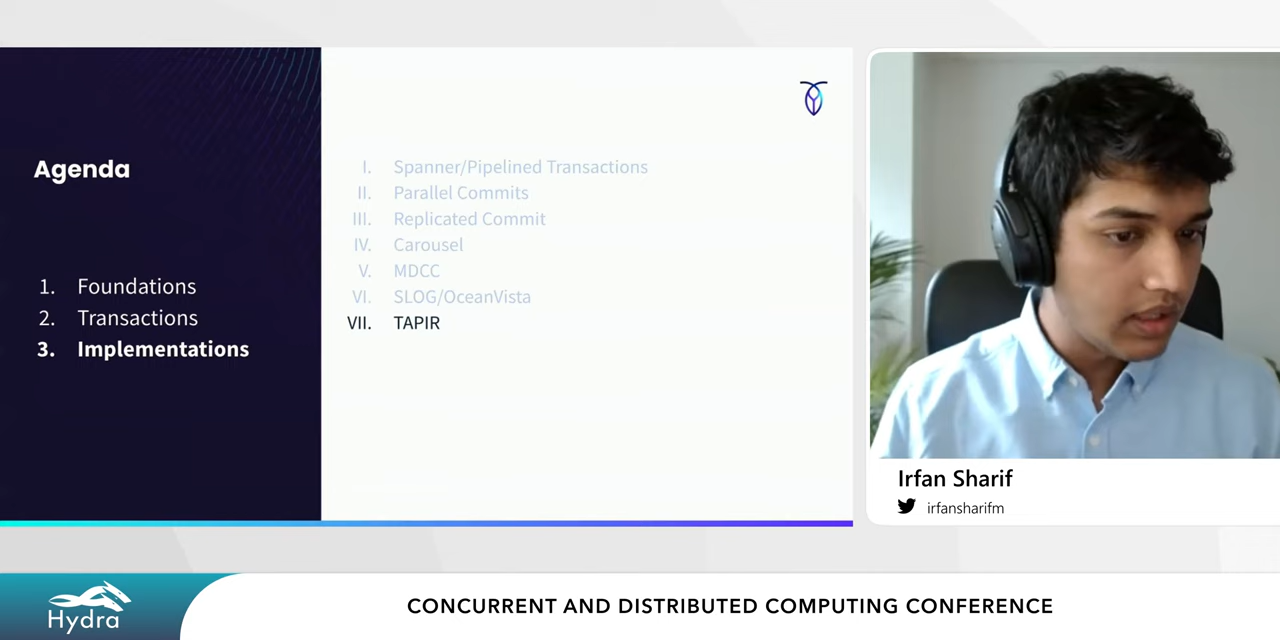 Agenda
1. Foundations
2. Transactions
3. Implementations
I. Spanner/Pipelined Transactions
II. Parallel Commits
III. Replicated Commit
IV. Carousel
V. MDCC
VI. SLOG/OceanVista
VII. TAPIR
Irfan Sharif
irfansharifm
Hydra
CONCURRENT AND DISTRIBUTED COMPUTING CONFERENCE